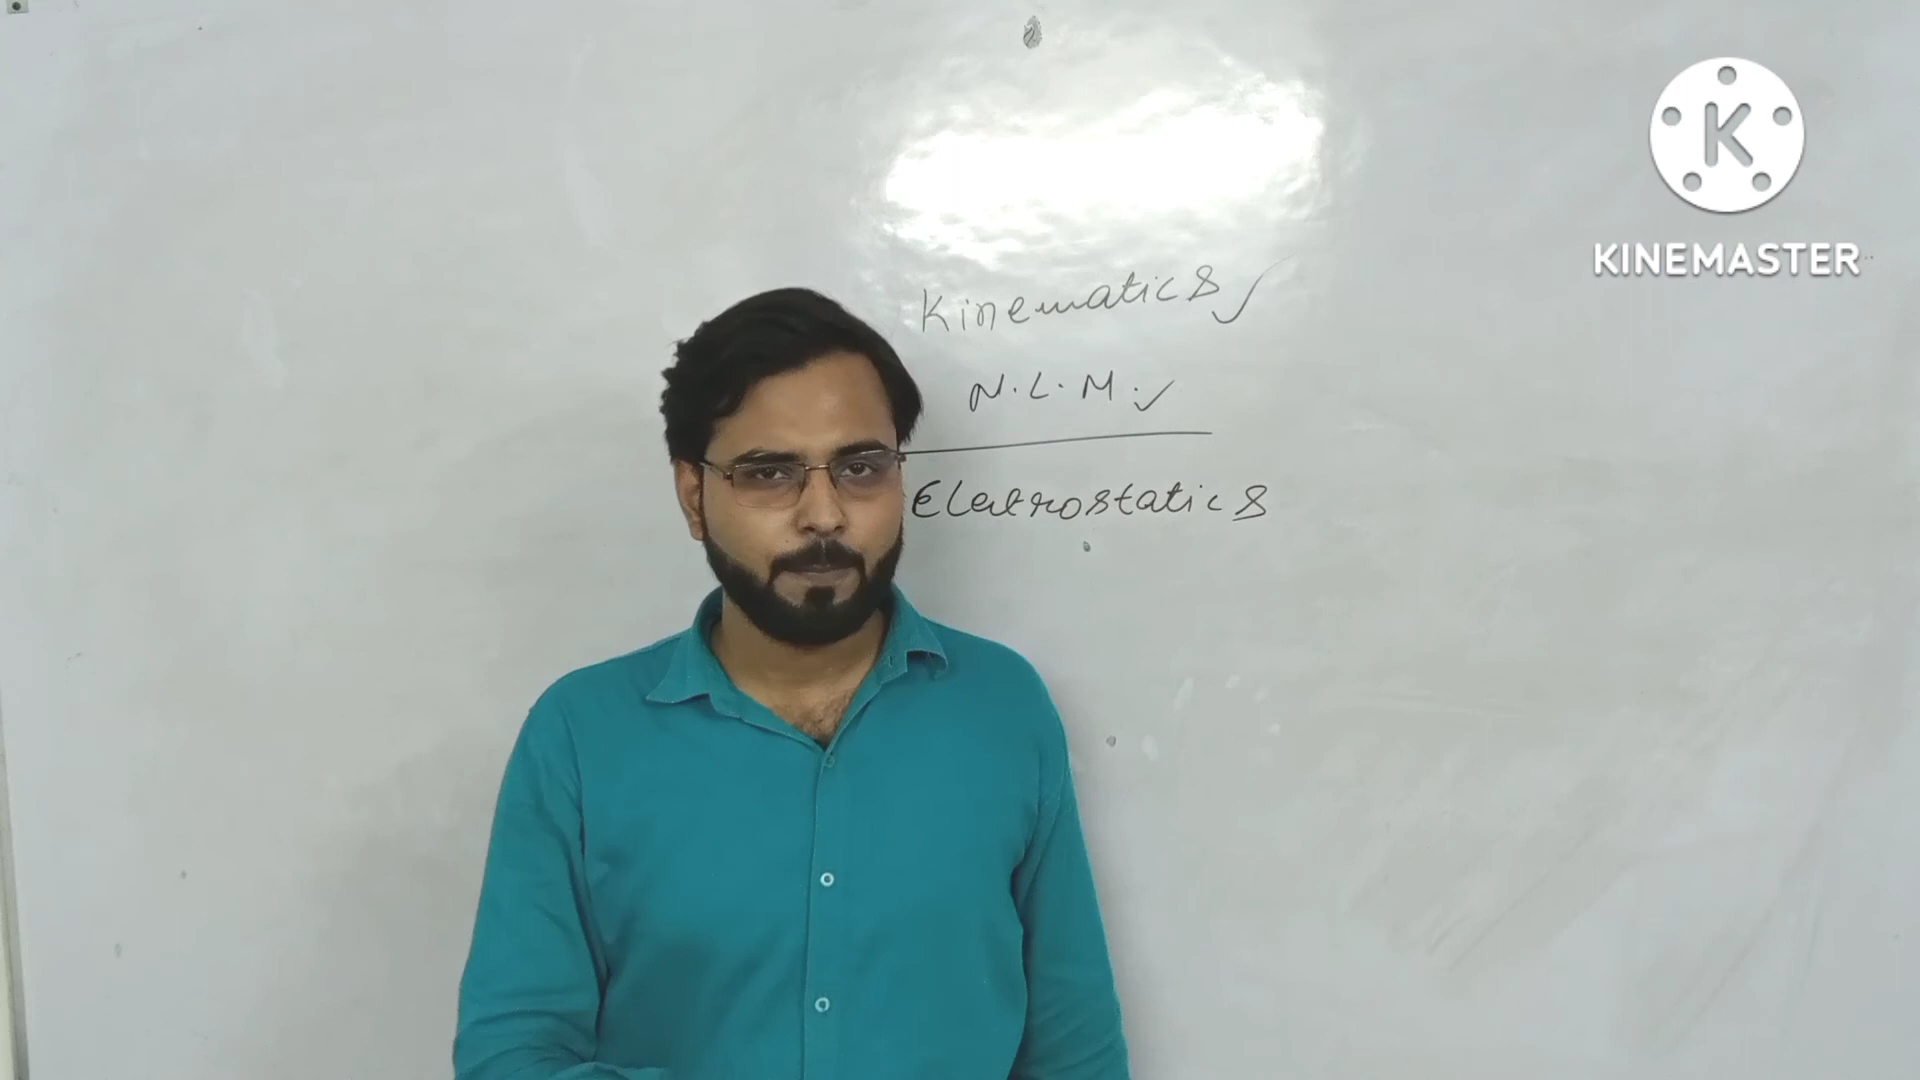 K
KINEMASTER
Kinematics ✓
N.L.M. ✓
Electrostatics